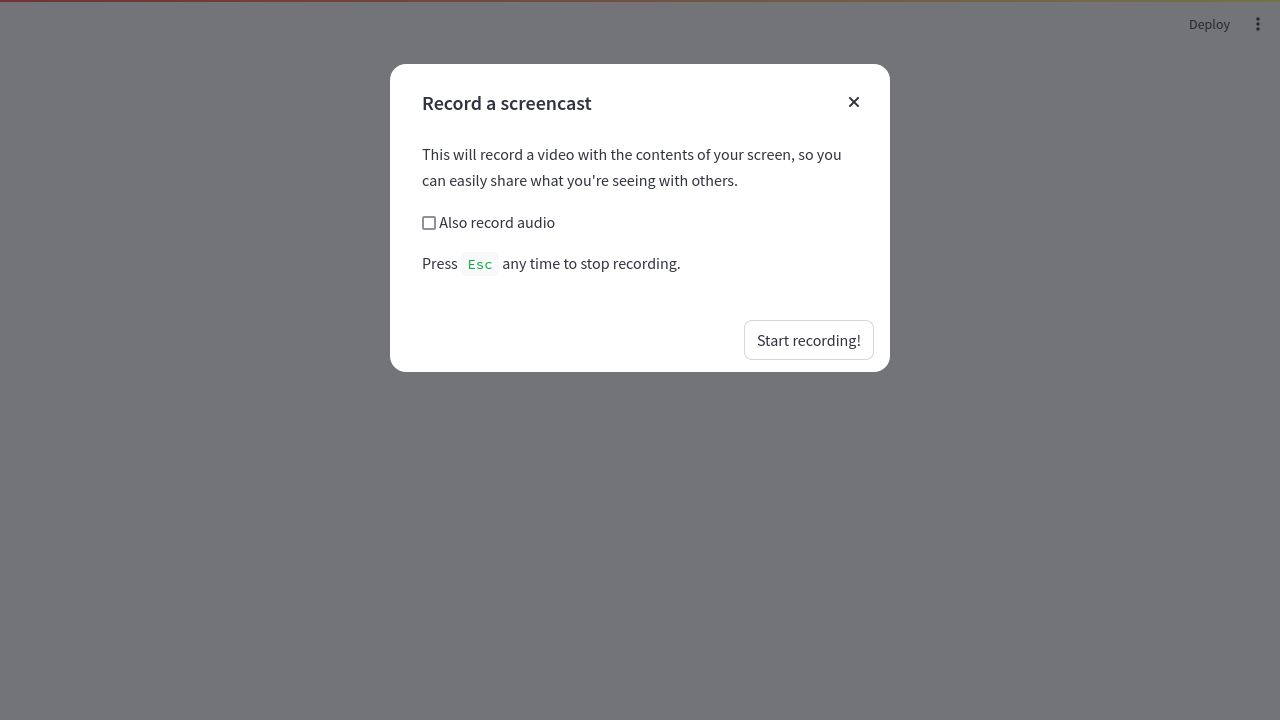 Deploy
Record a screencast
This will record a video with the contents of your screen, so you
can easily share what you're seeing with others.
Also record audio
Press Esc any time to stop recording.
Start recording!